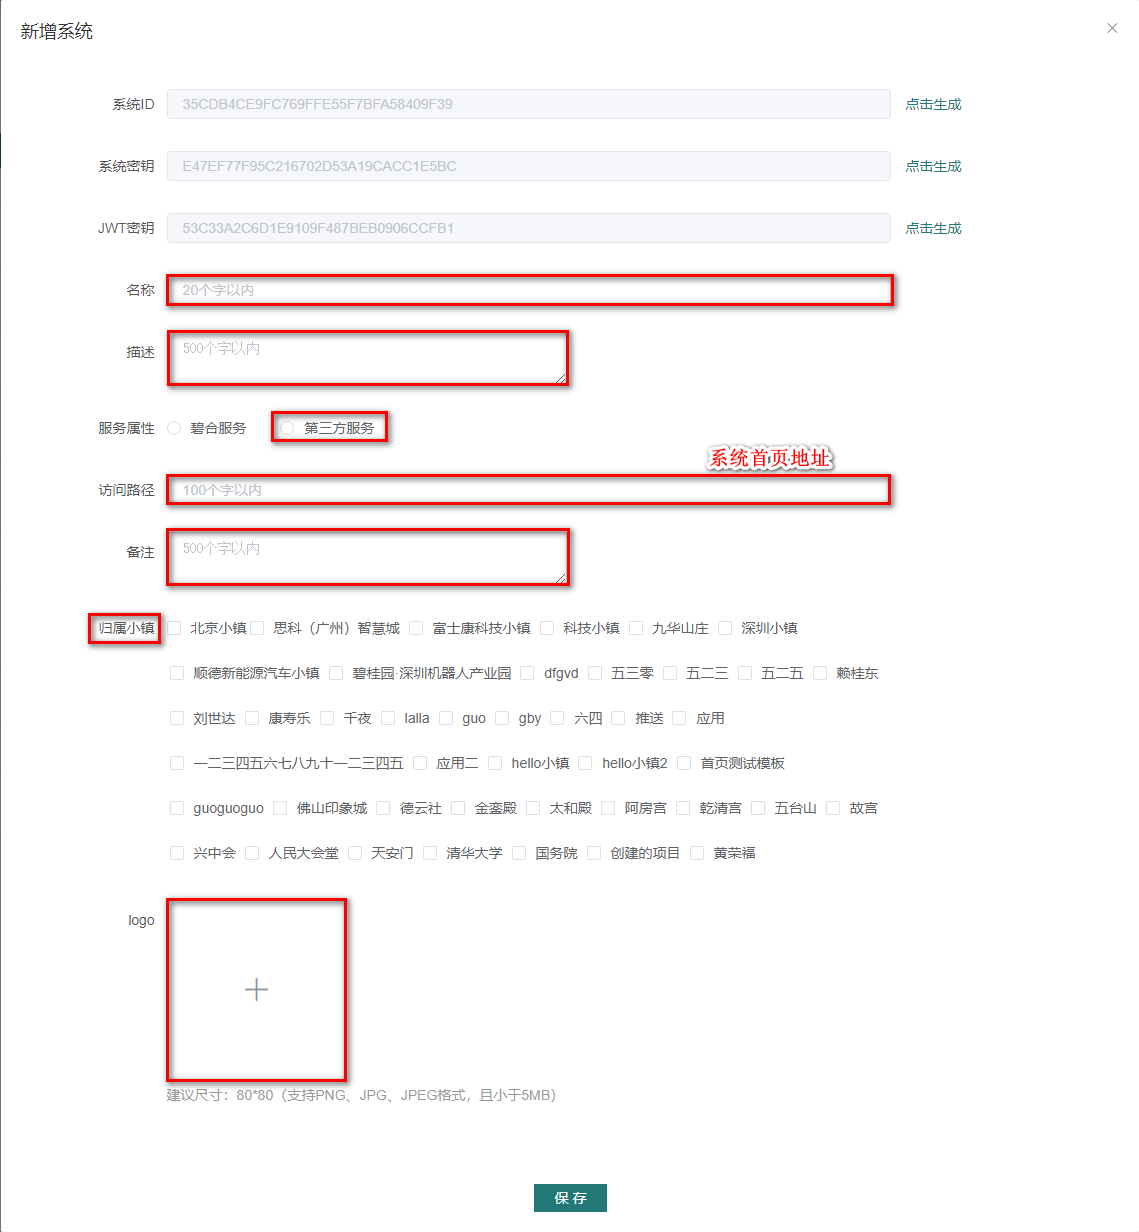 新增系统
系统ID 35CDB4CE9FC769FFE55F7BFA58409F39 点击生成
系统密钥 E47EF77F95C216702D53A19CACC1E5BC 点击生成
JWT密钥 53C33A2C6D1E9109F487BEB0906CCFB1 点击生成
名称 20个字以内
描述 500个字以内
服务属性 碧合服务 第三方服务
系统首页地址
访问路径 100个字以内
备注 500个字以内
归属小镇 北京小镇 思科（广州）智慧城 富士康科技小镇 科技小镇 九华山庄 深圳小镇
顺德新能源汽车小镇 碧桂园·深圳机器人产业园 dfgvd 五三零 五二三 五二五 赖桂东
刘世达 康寿乐 千夜 lalla guo gby 六四 推送 应用
一二三四五六七八九十一二三四五 应用二 hello小镇 hello小镇2 首页测试模板
guoguoguo 佛山印象城 德云社 金銮殿 太和殿 阿房宫 乾清宫 五台山 故宫
兴中会 人民大会堂 天安门 清华大学 国务院 创建的项目 黄荣福
logo
建议尺寸：80*80（支持PNG、JPG、JPEG格式，且小于5MB）
保存